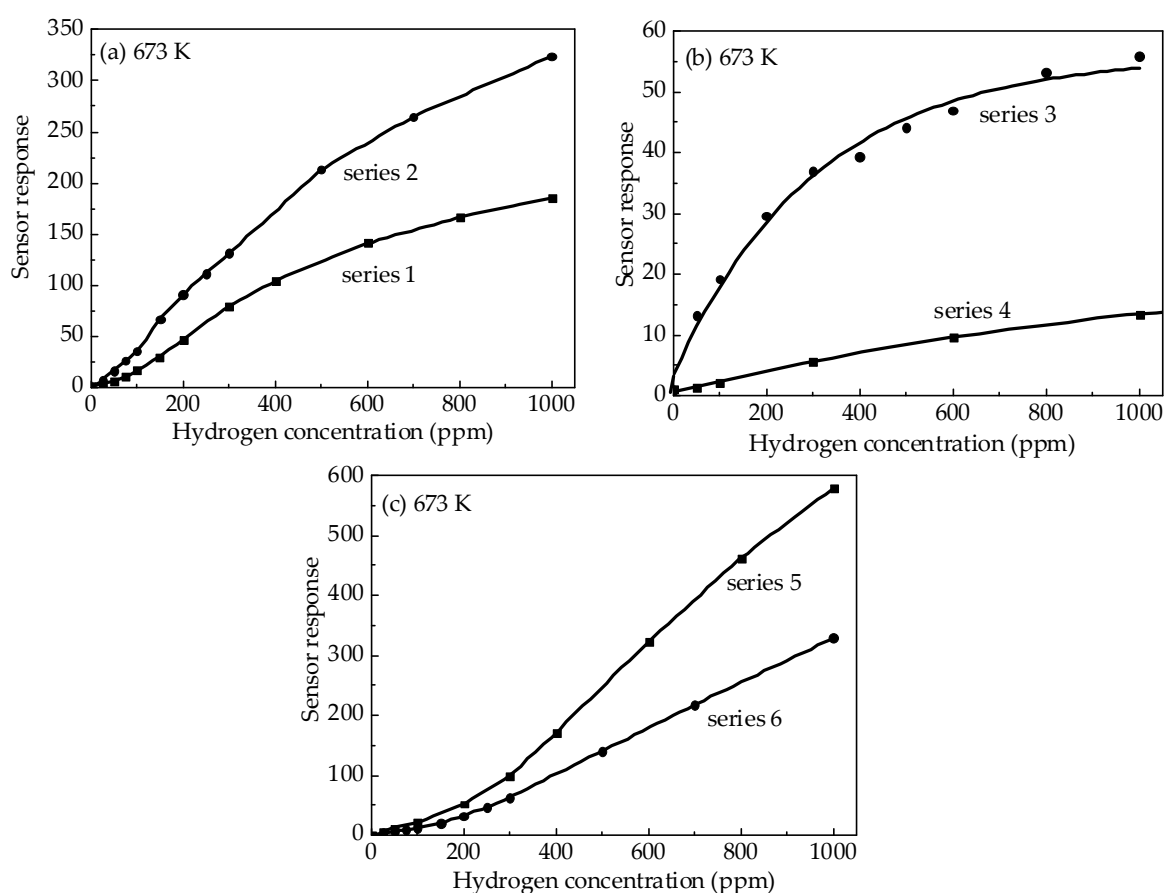 (a) 673 K
350
300
250
200
150
100
50
0
Sensor response
series 2
series 1
0 200 400 600 800 1000
Hydrogen concentration (ppm)
(b) 673 K
60
50
40
30
20
10
0
Sensor response
series 3
series 4
0 200 400 600 800 1000
Hydrogen concentration (ppm)
(c) 673 K
600
500
400
300
200
100
0
Sensor response
series 5
series 6
0 200 400 600 800 1000
Hydrogen concentration (ppm)